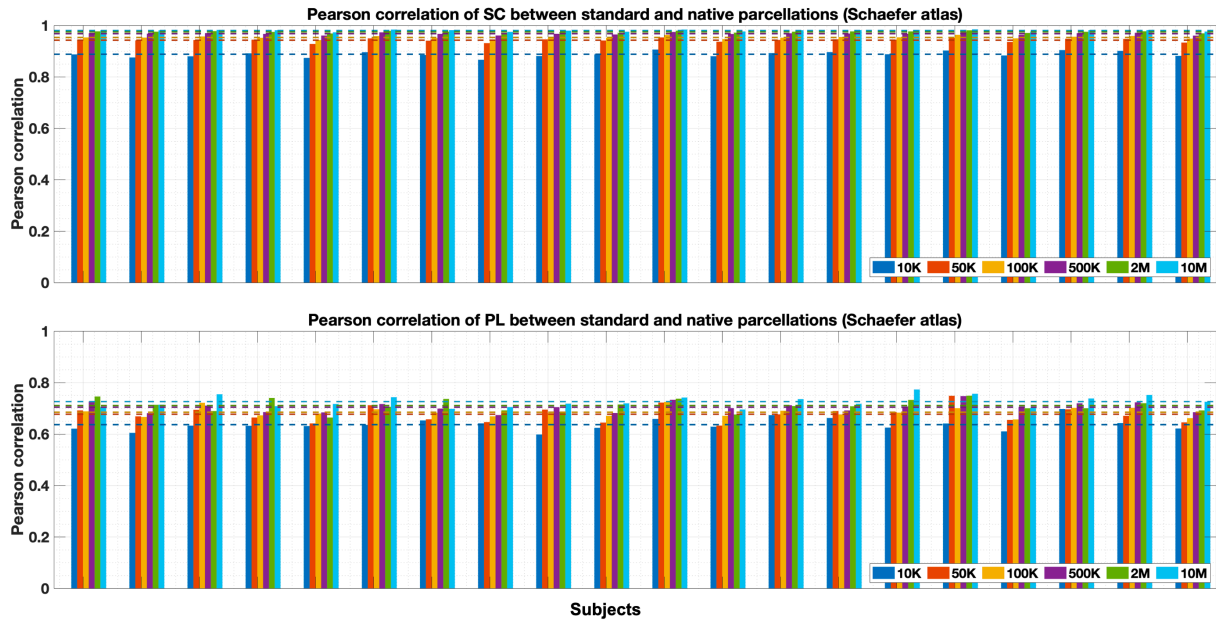 Pearson correlation of SC between standard and native parcellations (Schaefer atlas)
1
0.8
0.6
0.4
0.2
0
Pearson correlation
10K 50K 100K 500K 2M 10M
Pearson correlation of PL between standard and native parcellations (Schaefer atlas)
1
0.8
0.6
0.4
0.2
0
Pearson correlation
10K 50K 100K 500K 2M 10M
Subjects